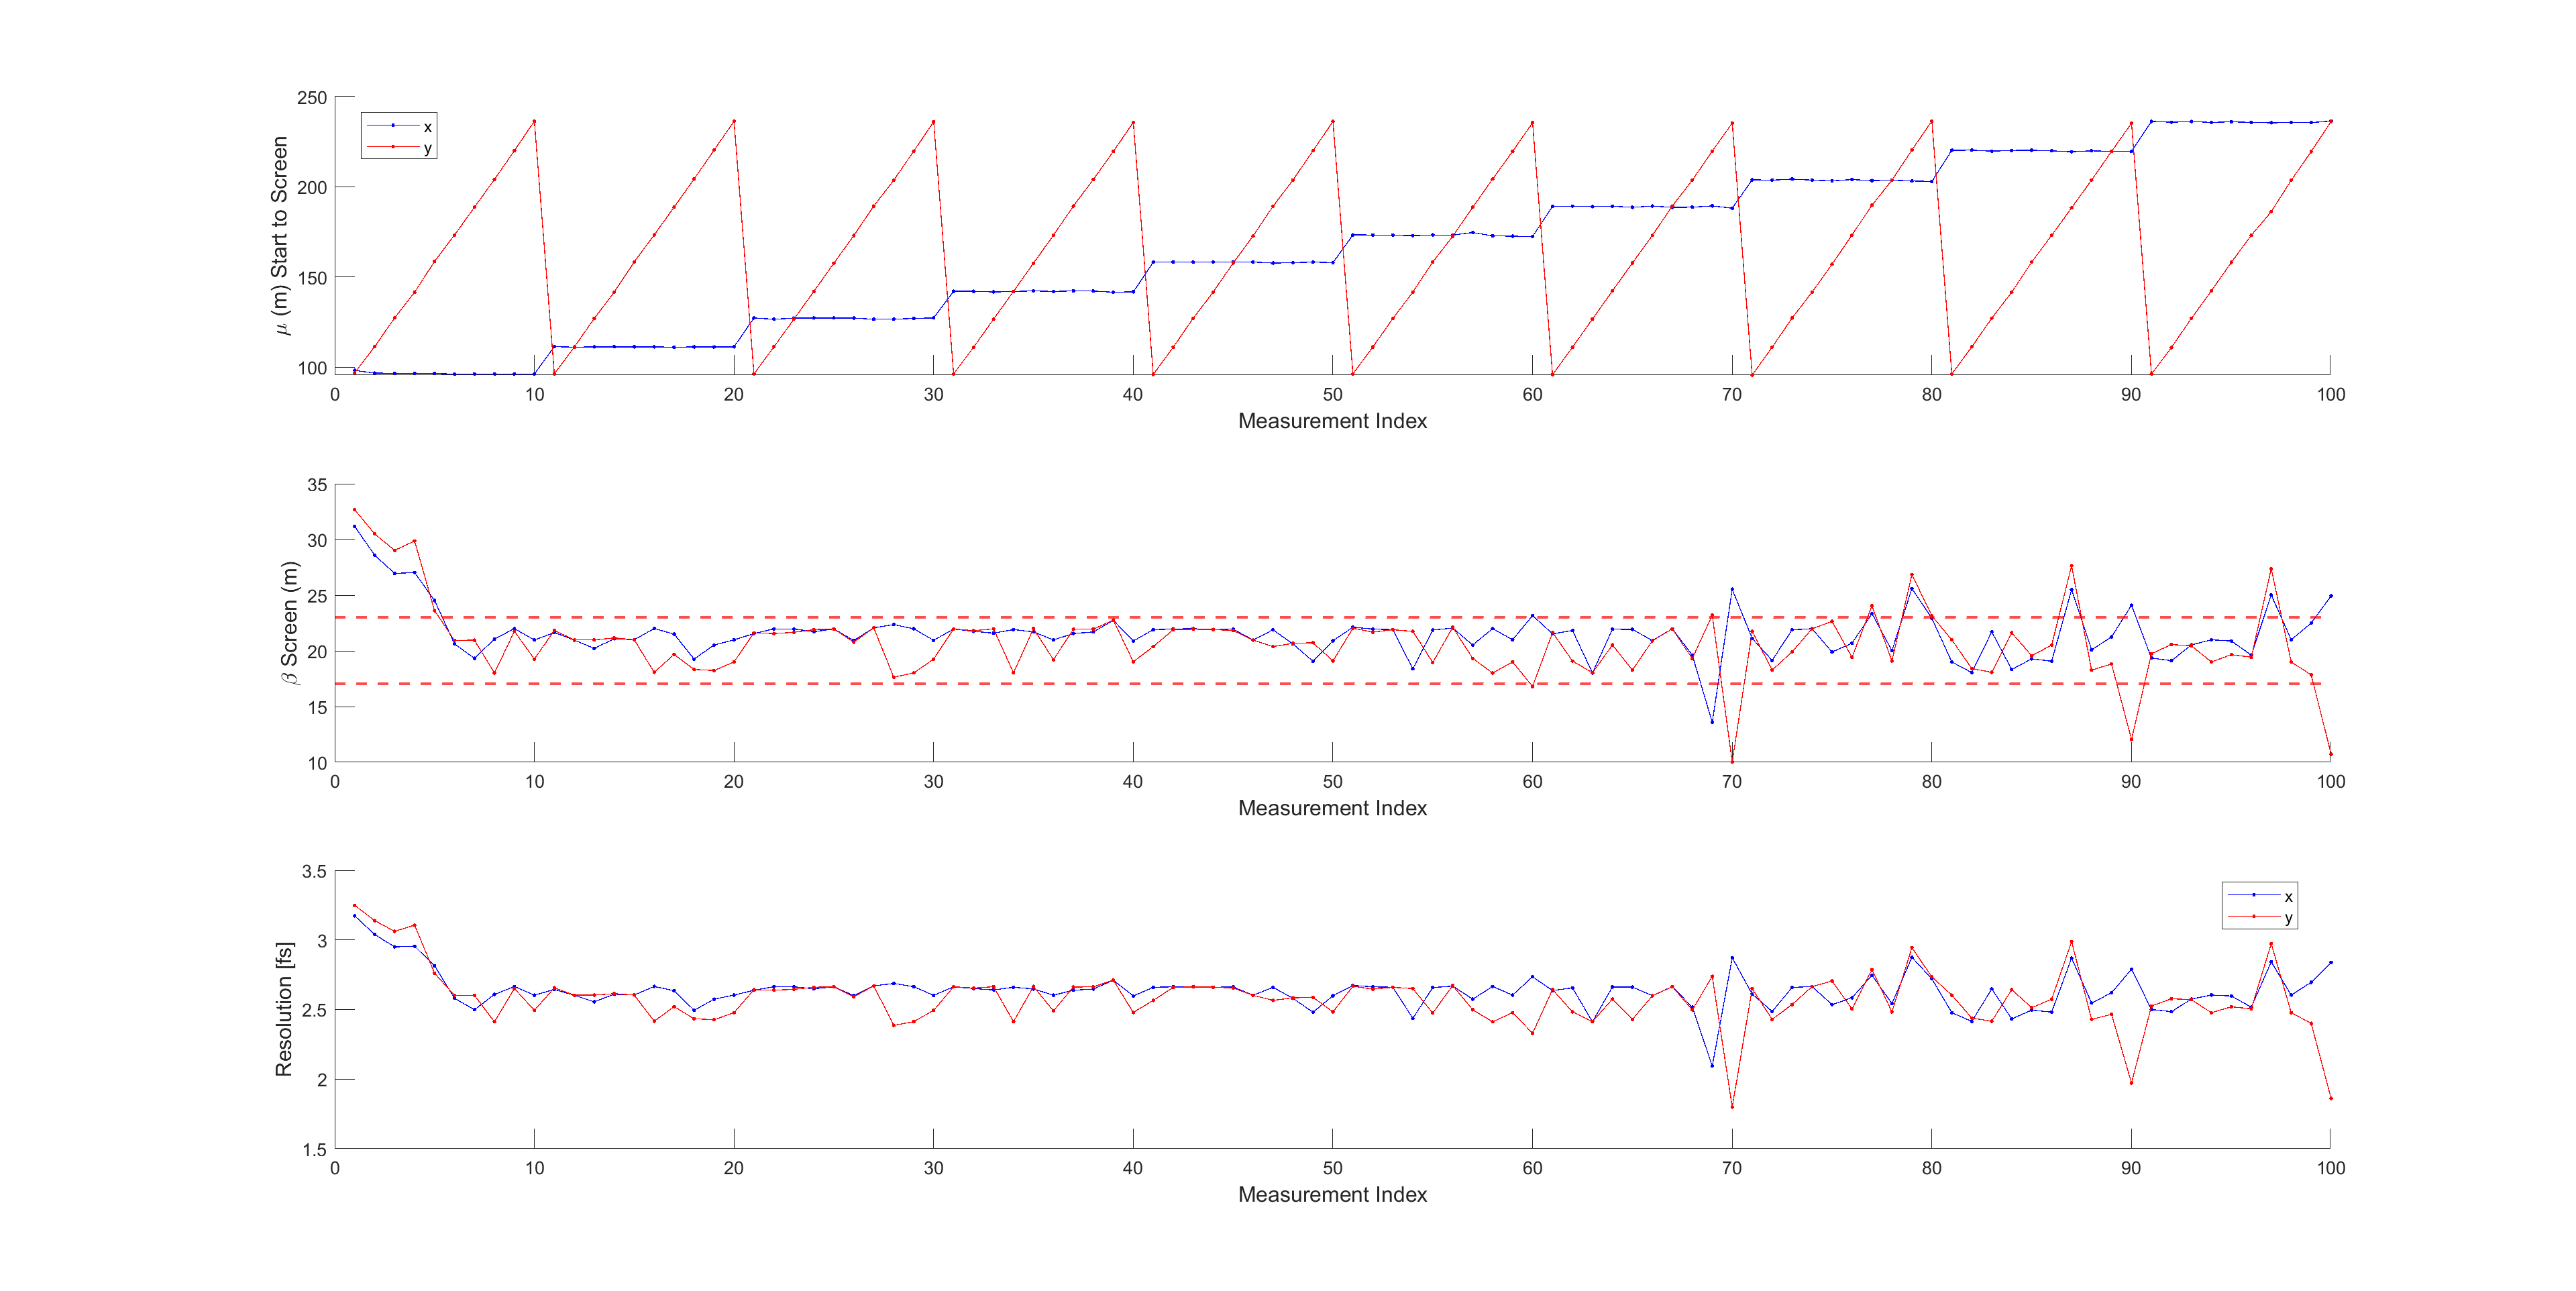 250
200
150
100
μ (m) Start to Screen
x
y
0 10 20 30 40 50 60 70 80 90 100
Measurement Index
35
30
25
20
15
10
β Screen (m)
0 10 20 30 40 50 60 70 80 90 100
Measurement Index
3.5
3
2.5
2
1.5
Resolution [fs]
x
y
0 10 20 30 40 50 60 70 80 90 100
Measurement Index